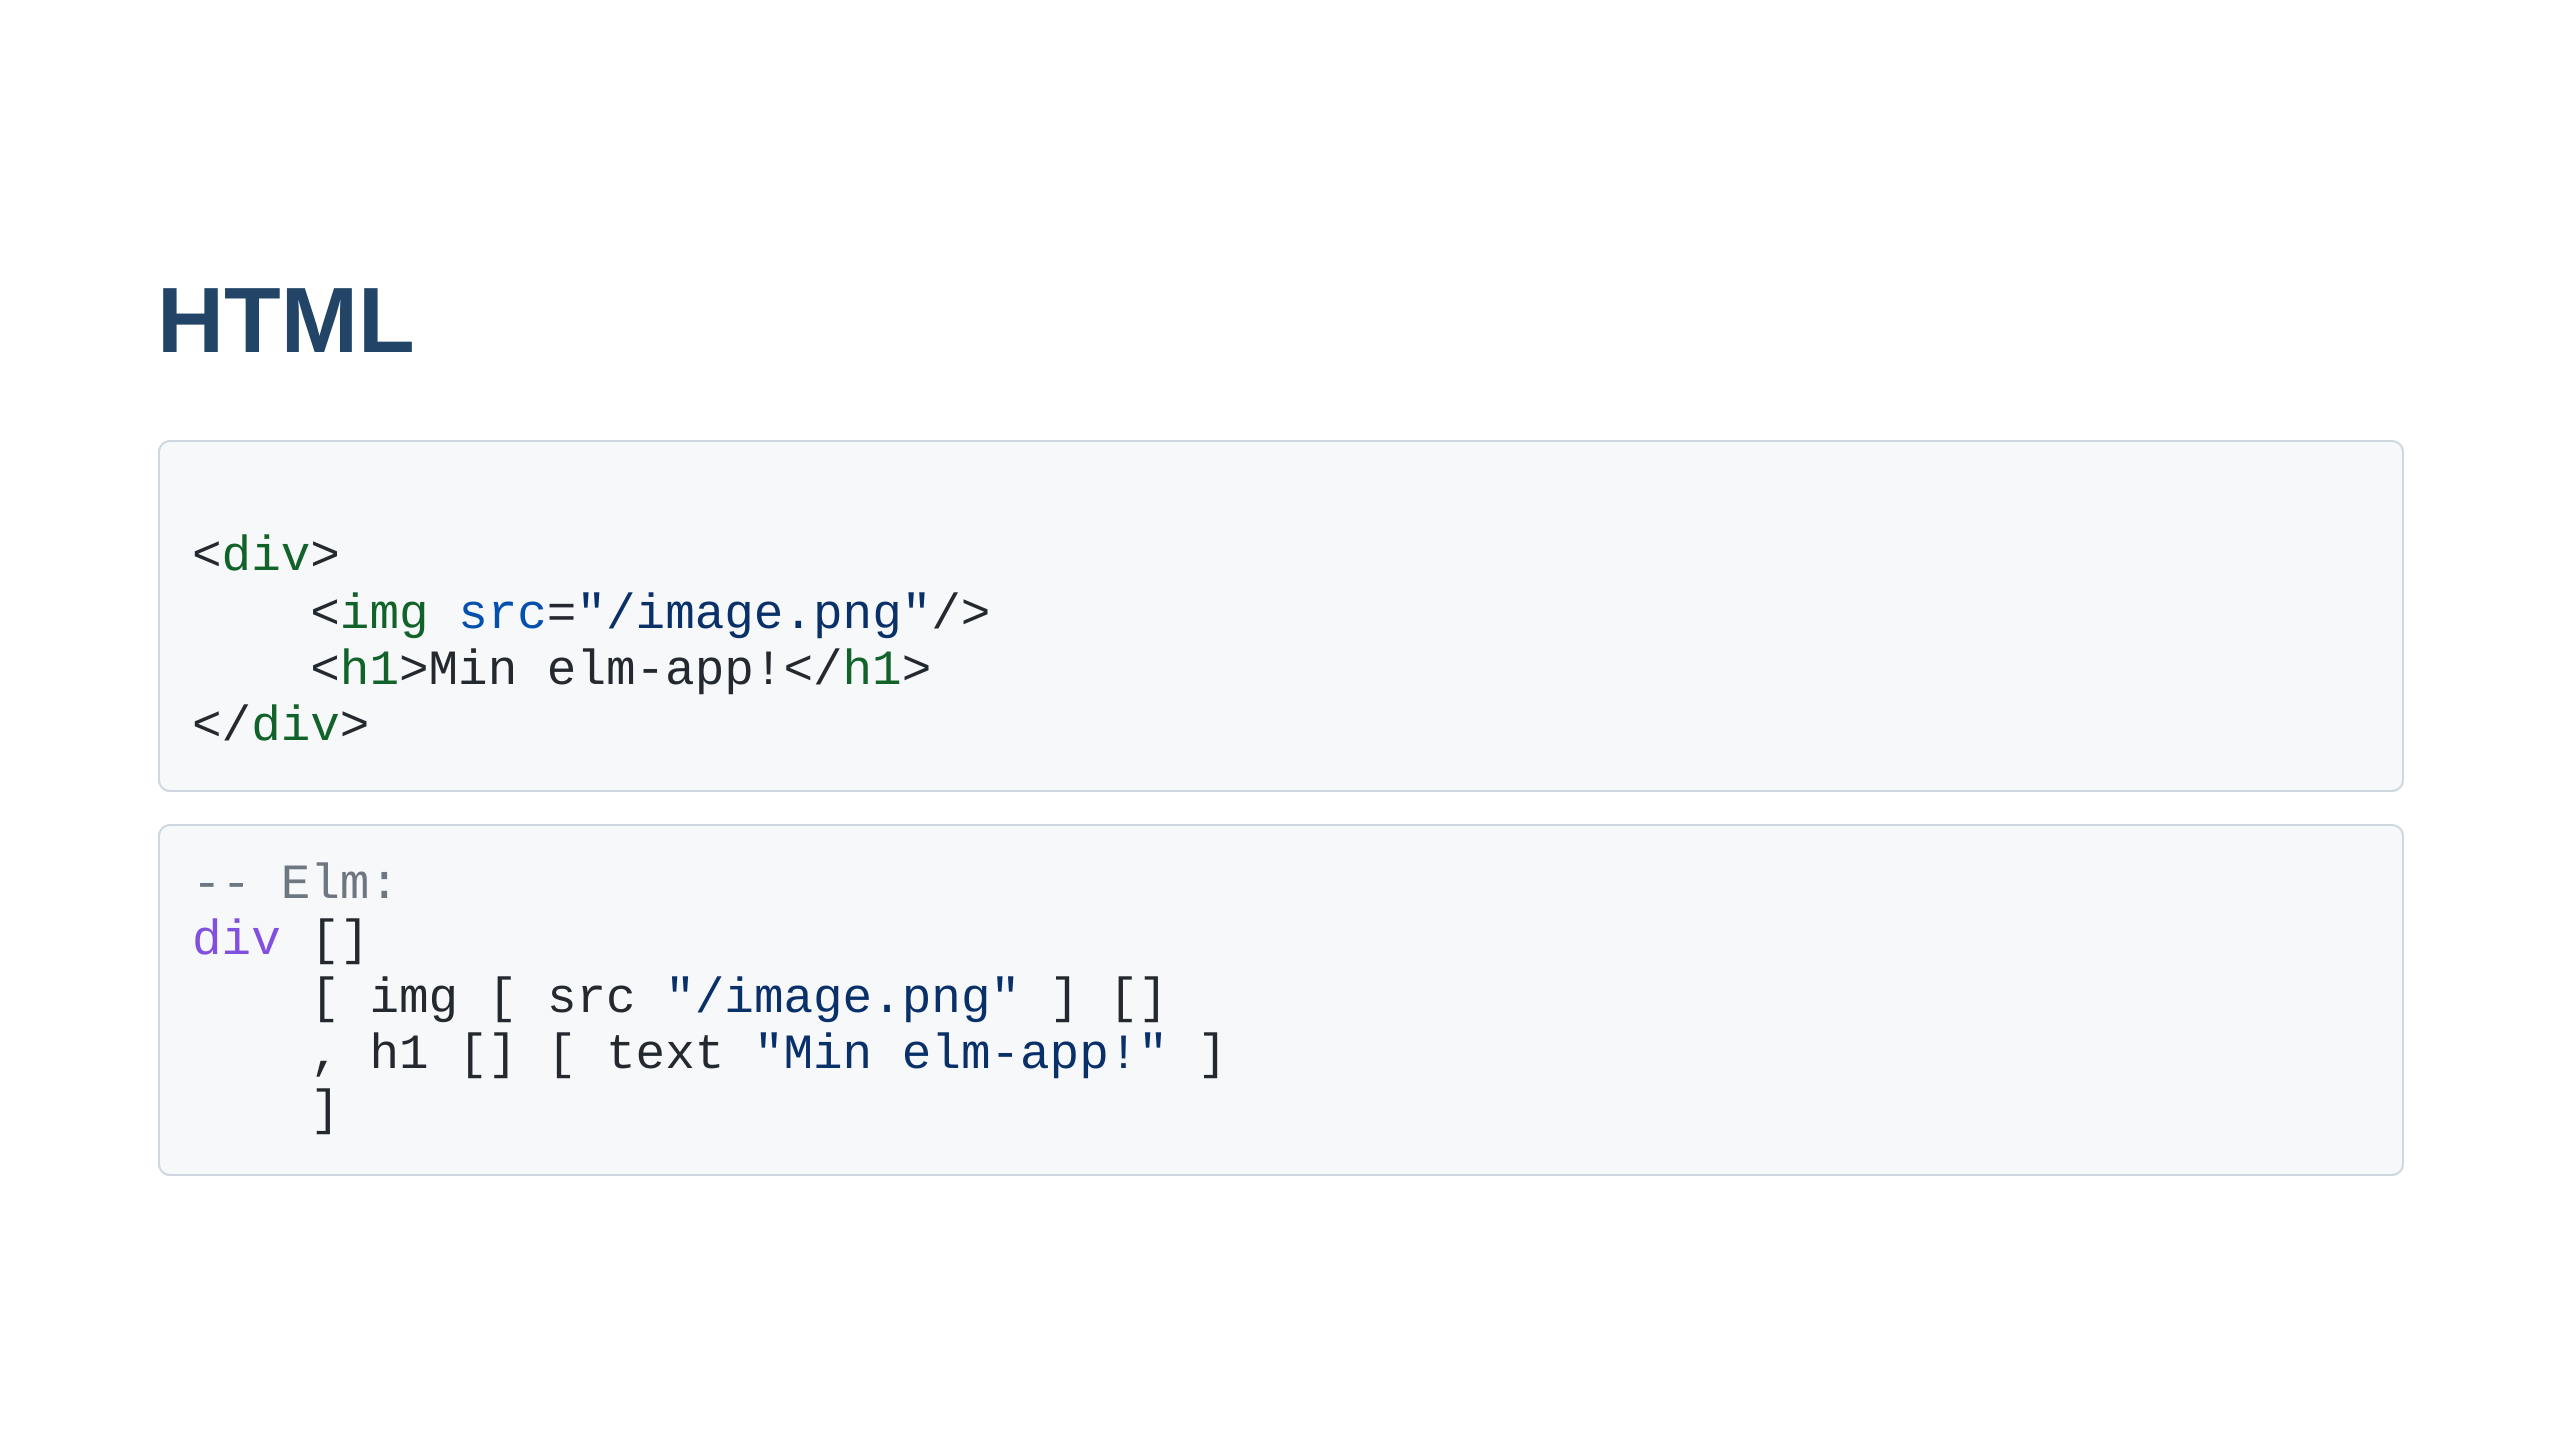 HTML
<div>
    <img src="/image.png"/>
    <h1>Min elm-app!</h1>
</div>
-- Elm:
div []
    [ img [ src "/image.png" ] []
    , h1 [] [ text "Min elm-app!" ]
    ]